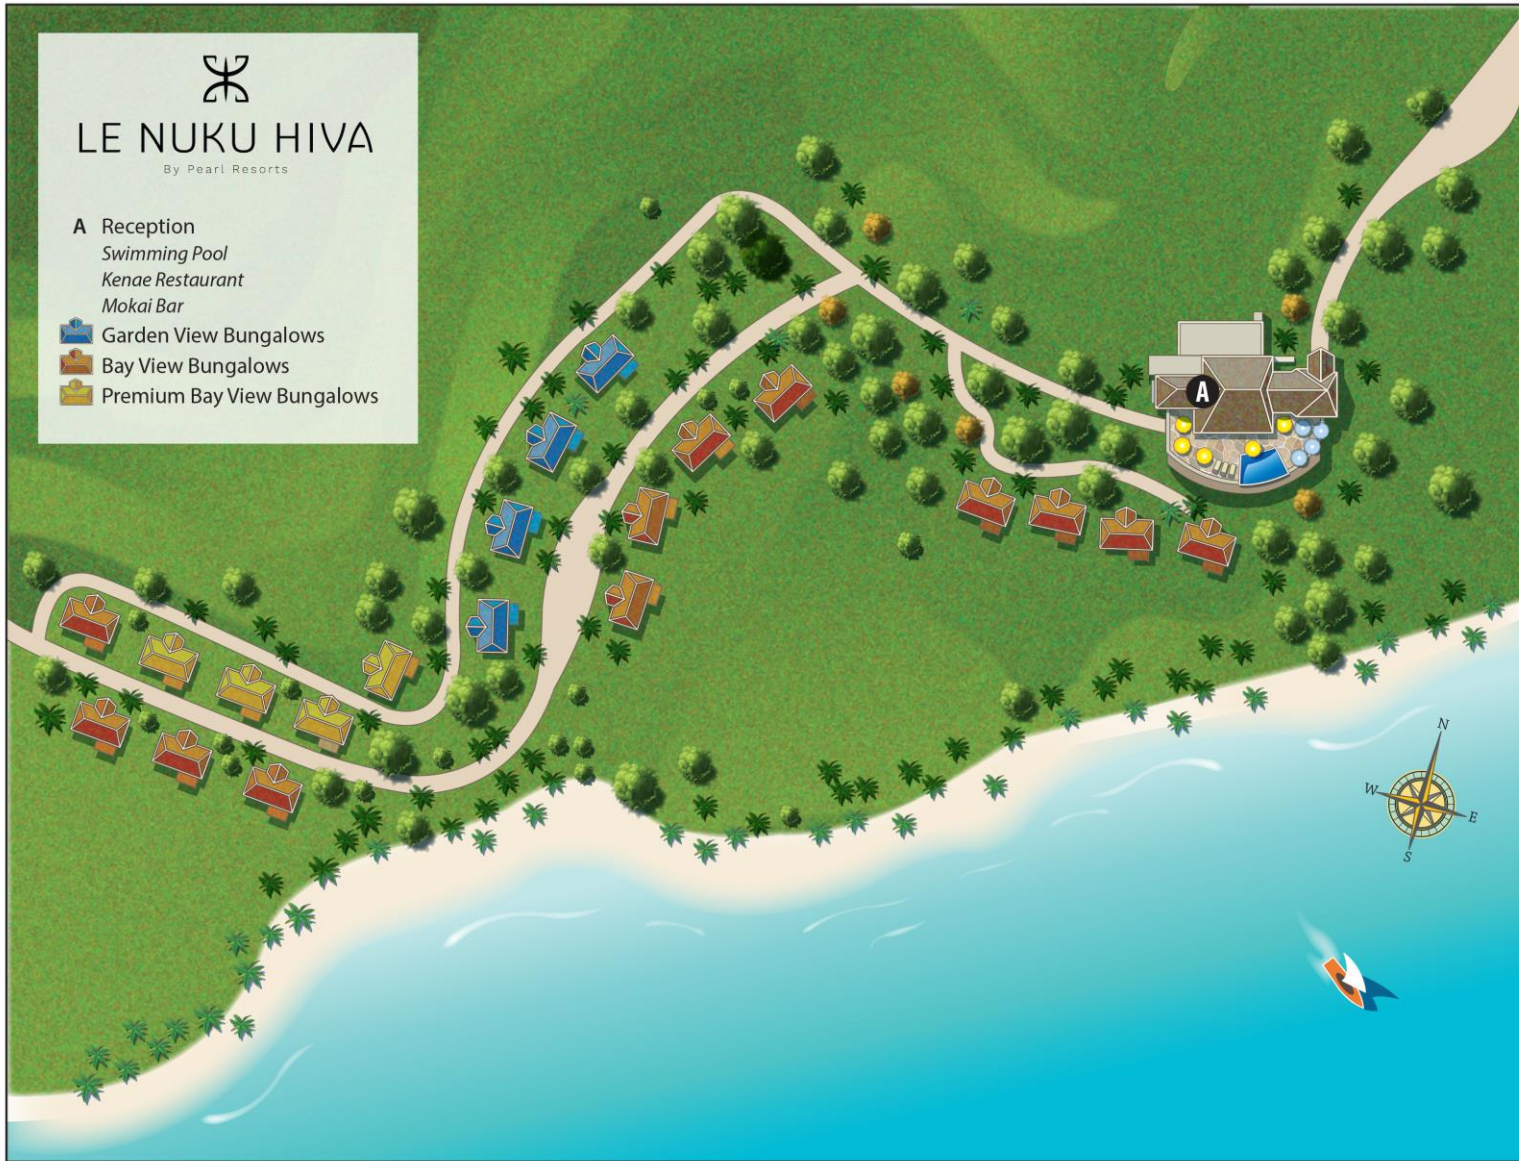 LE NUKU HIVA
By Pearl Resorts
A Reception
Swimming Pool
Kenae Restaurant
Mokai Bar
Garden View Bungalows
Bay View Bungalows
Premium Bay View Bungalows
A
N
W
E
S